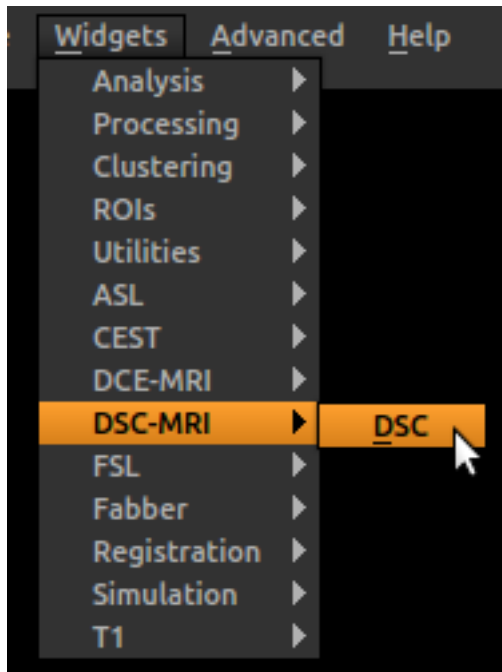 Widgets Advanced Help
Analysis
Processing
Clustering
ROIs
Utilities
ASL
CEST
DCE-MRI
DSC-MRI DSC
FSL
Fabber
Registration
Simulation
T1